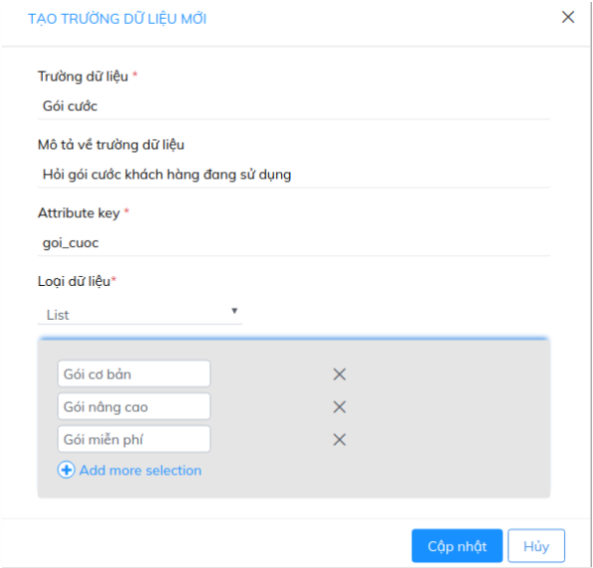 TẠO TRƯỜNG DỮ LIỆU MỚI
Trường dữ liệu *
Gói cước
Mô tả về trường dữ liệu
Hỏi gói cước khách hàng đang sử dụng
Attribute key *
goi_cuoc
Loại dữ liệu*
List
Gói cơ bản
Gói nâng cao
Gói miễn phí
Add more selection
Cập nhật
Hủy